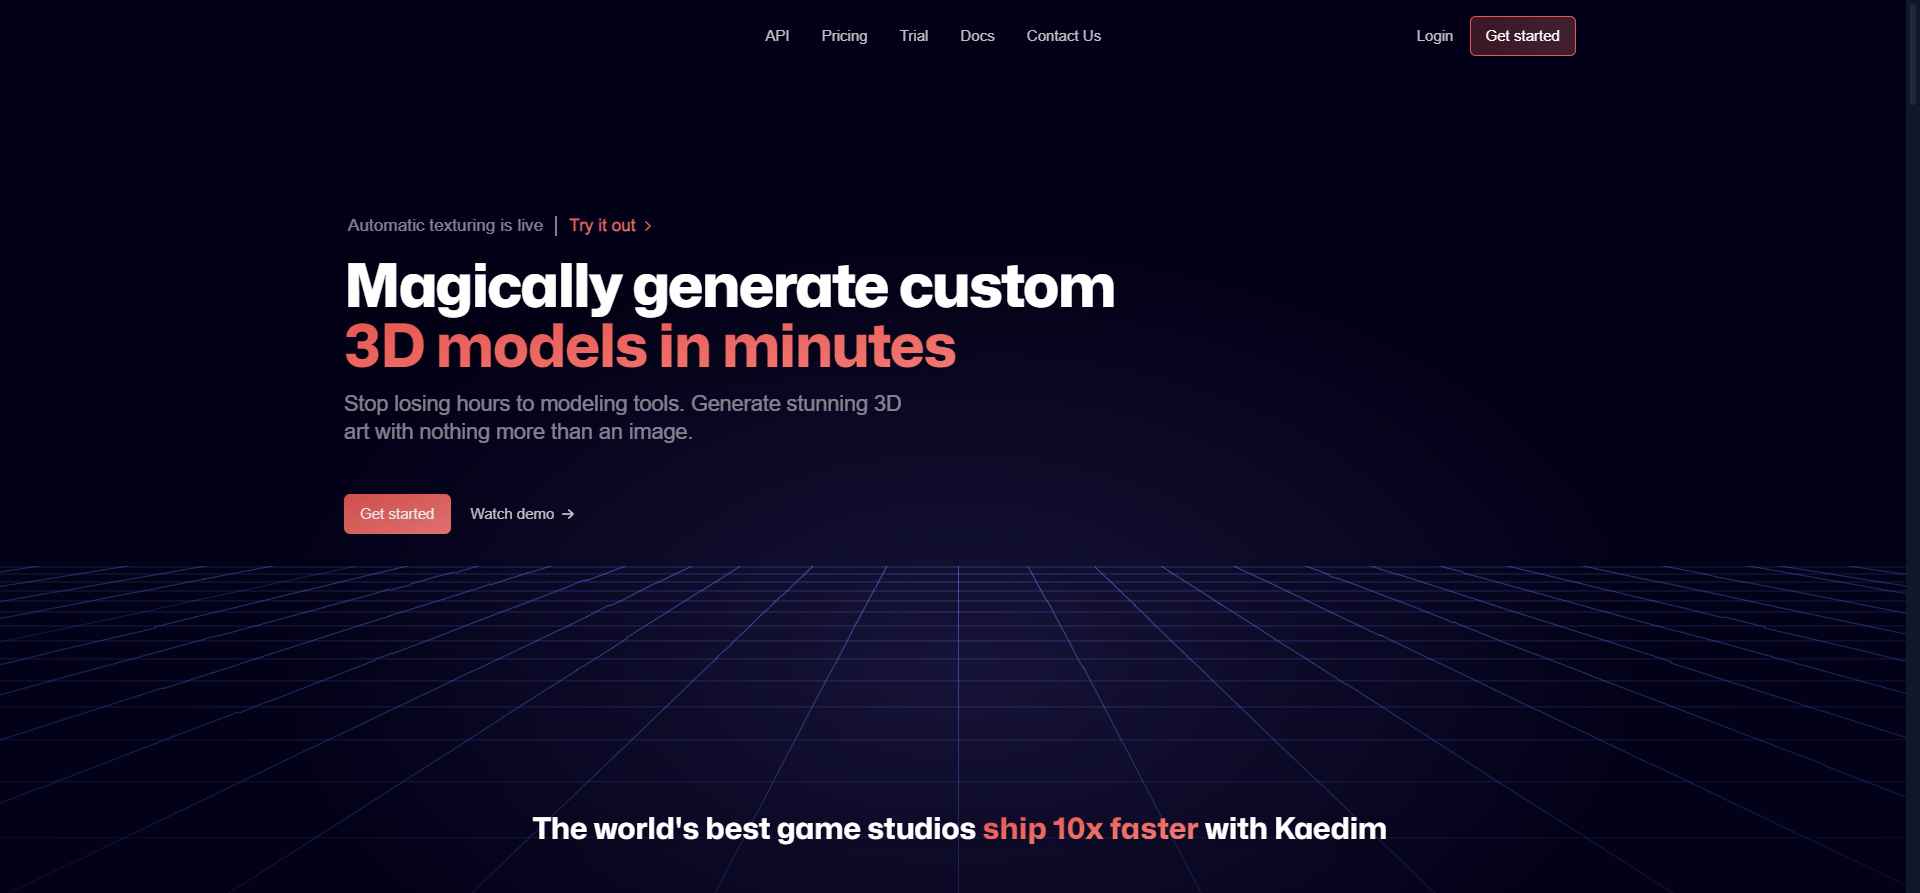 API Pricing Trial Docs Contact Us Login Get started
Automatic texturing is live | Try it out >
Magically generate custom
3D models in minutes
Stop losing hours to modeling tools. Generate stunning 3D
art with nothing more than an image.
Get started Watch demo →
The world's best game studios ship 10x faster with Kaedim